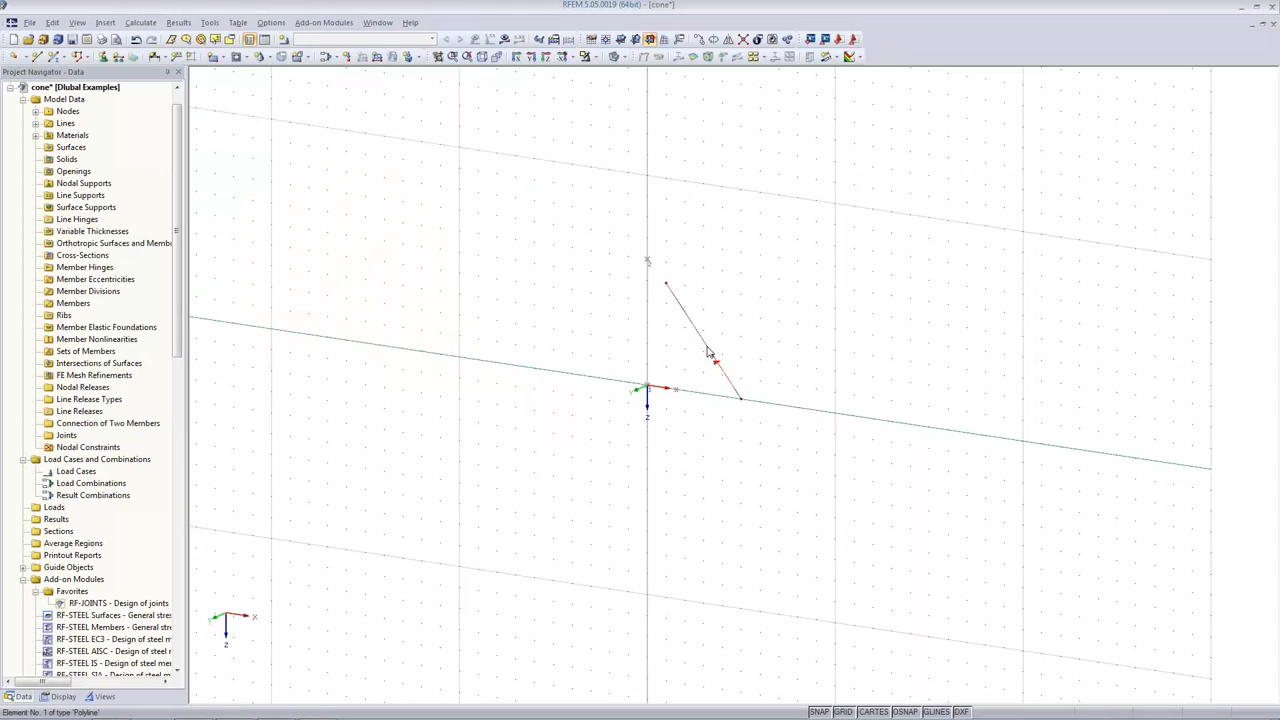 RFEM 5.05.0019 (64bit) - [cone*]
File Edit View Insert Calculate Results Tools Table Options Add-on Modules Window Help
Project Navigator - Data
cone* [Dlubal Examples]
Model Data
Nodes
Lines
Materials
Surfaces
Solids
Openings
Nodal Supports
Line Supports
Surface Supports
Line Hinges
Variable Thicknesses
Orthotropic Surfaces and Memb
Cross-Sections
Member Hinges
Member Eccentricities
Member Divisions
Members
Ribs
Member Elastic Foundations
Member Nonlinearities
Sets of Members
Intersections of Surfaces
FE Mesh Refinements
Nodal Releases
Line Release Types
Line Releases
Connection of Two Members
Joints
Nodal Constraints
Load Cases and Combinations
Load Cases
Load Combinations
Result Combinations
Loads
Results
Sections
Average Regions
Printout Reports
Guide Objects
Add-on Modules
Favorites
RF-JOINTS - Design of joints
RF-STEEL Surfaces - General stres
RF-STEEL Members - General stre
RF-STEEL EC3 - Design of steel m
RF-STEEL AISC - Design of steel m
RF-STEEL IS - Design of steel mem
Data Display Views
X
Z
X
Y
Z
Element No. 1 of type 'Polyline'
SNAP GRID CARTES OSNAP GLINES DXF